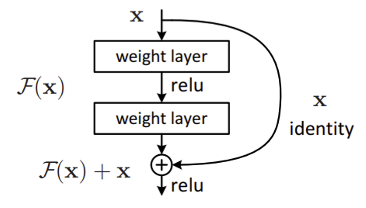 x
weight layer
relu
F(x)
weight layer
x
identity
F(x) + x
+
relu